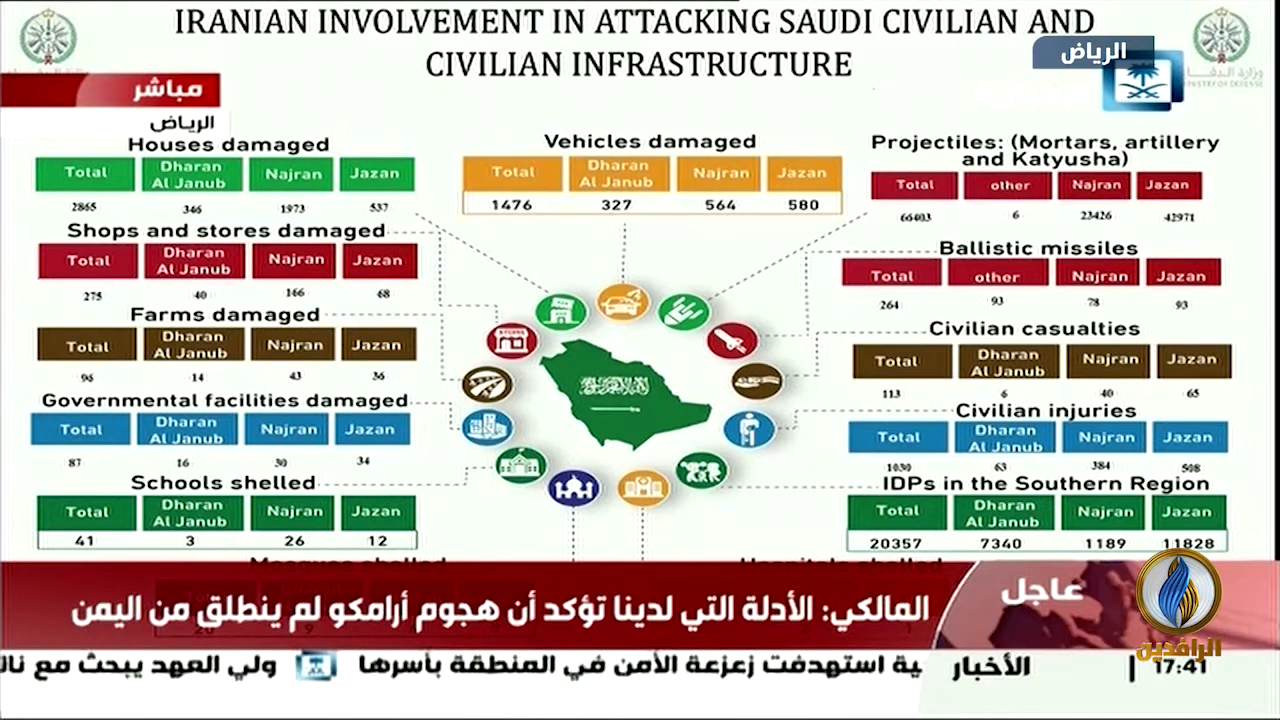 IRANIAN INVOLVEMENT IN ATTACKING SAUDI CIVILIAN AND
CIVILIAN INFRASTRUCTURE
الرياض
مباشر
الرياض
Houses damaged
Total Dharan Al Janub Najran Jazan
2865 346 1973 537
Vehicles damaged
Total Dharan Al Janub Najran Jazan
1476 327 564 580
Projectiles: (Mortars, artillery
and Katyusha)
Total other Najran Jazan
66403 6 23426 42971
Shops and stores damaged
Total Dharan Al Janub Najran Jazan
275 40 166 68
Ballistic missiles
Total other Najran Jazan
264 93 78 93
Farms damaged
Total Dharan Al Janub Najran Jazan
96 14 43 36
Civilian casualties
Total Dharan Al Janub Najran Jazan
113 6 40 65
Governmental facilities damaged
Total Dharan Al Janub Najran Jazan
87 16 30 34
Civilian injuries
Total Dharan Al Janub Najran Jazan
1030 63 384 508
Schools shelled
Total Dharan Al Janub Najran Jazan
41 3 26 12
IDPs in the Southern Region
Total Dharan Al Janub Najran Jazan
20357 7340 1189 11828
عاجل
المالكي: الأدلة التي لدينا تؤكد أن هجوم أرامكو لم ينطلق من اليمن
الرافدين
17:41
الأخبار
ية استهدفت زعزعة الأمن في المنطقة بأسرها
ولي العهد يبحث مع نائ